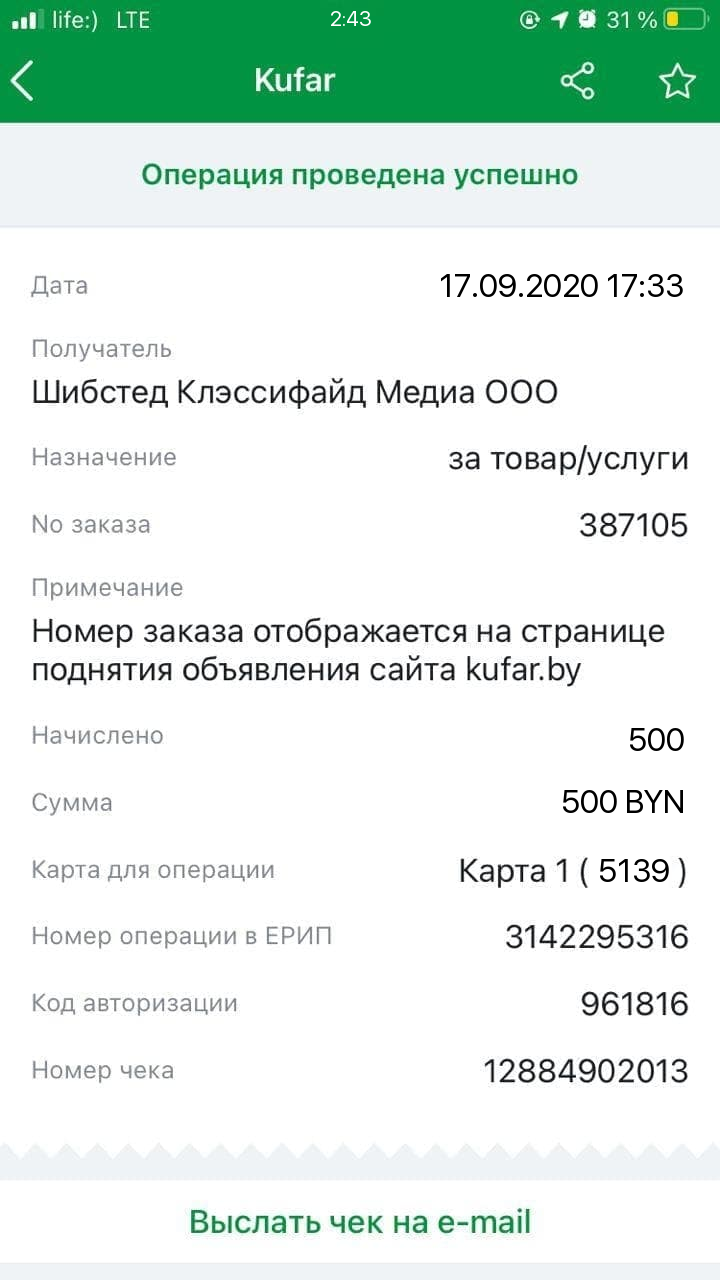 life:) LTE 2:43 31 %
Kufar
Операция проведена успешно
Дата 17.09.2020 17:33
Получатель
Шибстед Клэссифайд Медиа ООО
Назначение за товар/услуги
No заказа 387105
Примечание
Номер заказа отображается на странице
поднятия объявления сайта kufar.by
Начислено 500
Сумма 500 BYN
Карта для операции Карта 1 ( 5139 )
Номер операции в ЕРИП 3142295316
Код авторизации 961816
Номер чека 12884902013
Выслать чек на e-mail